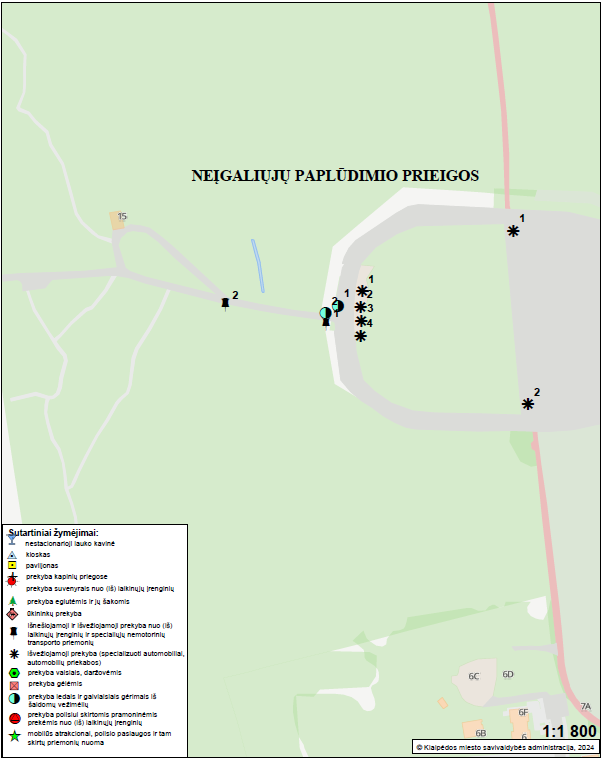 NEĮGALIŲJŲ PAPLŪDIMIO PRIEIGOS
15
1
1
2
2
1
2
3
1
4
2
Sutartiniai žymėjimai:
nestacionarioji lauko kavinė
kioskas
paviljonas
prekyba kapinių prieigose
prekyba suvenyrais nuo (iš) laikinųjų įrenginių
prekyba eglutėmis ir jų šakomis
ūkininkų prekyba
išnešiojamoji ir išvežiojamoji prekyba nuo (iš)
laikinųjų įrenginių ir specialiųjų nemotorinių
transporto priemonių
išvežiojamoji prekyba (specializuoti automobiliai,
automobilių priekabos)
prekyba vaisiais, daržovėmis
prekyba gėlėmis
prekyba ledais ir gaiviaisiais gėrimais iš
šaldomų vežimėlių
prekyba poilsiui skirtomis pramoninėmis
prekėmis nuo (iš) laikinųjų įrenginių
mobilūs atrakcionai, poilsio paslaugos ir tam
skirtų priemonių nuoma
6C
6D
7A
6F
6B
6
1:1 800
© Klaipėdos miesto savivaldybės administracija, 2024